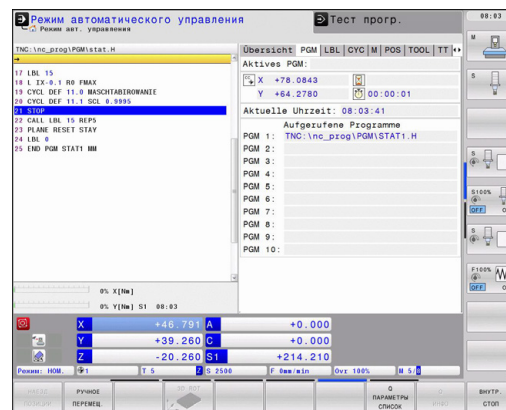 Режим автоматического управления
Режим авт. управления
Тест прогр.
08:03
TNC:\nc_prog\PGM\stat.H
→
17 LBL 15
18 L IX-0.1 R0 FMAX
19 CYCL DEF 11.0 MASCHTABIROWANIE
20 CYCL DEF 11.1 SCL 0.9995
21 STOP
22 CALL LBL 15 REP5
23 PLANE RESET STAY
24 LBL 0
25 END PGM STAT1 MM
0% X[Nm]
0% Y[Nm] S1 08:03
Übersicht PGM LBL CYC M POS TOOL TT
Aktives PGM:
X +78.0843
Y +64.2780 00:00:01
Aktuelle Uhrzeit: 08:03:41
Aufgerufene Programme
PGM 1: TNC:\nc_prog\PGM\STAT1.H
PGM 2:
PGM 3:
PGM 4:
PGM 5:
PGM 6:
PGM 7:
PGM 8:
PGM 9:
PGM 10:
M
S
S
S100%
OFF
S
F100%
OFF
X +46.791 A +0.000
Y +39.260 C +0.000
Z -20.260 S1 +214.210
Режим: НОМ. 1 T 5 Z S 2500 F 0mm/min Ovr 100% M 5/8
РУЧНОЕ
ПЕРЕМЕЩ.
3D ROT
Q
ПАРАМЕТРЫ
СПИСОК
ВНУТР.
СТОП